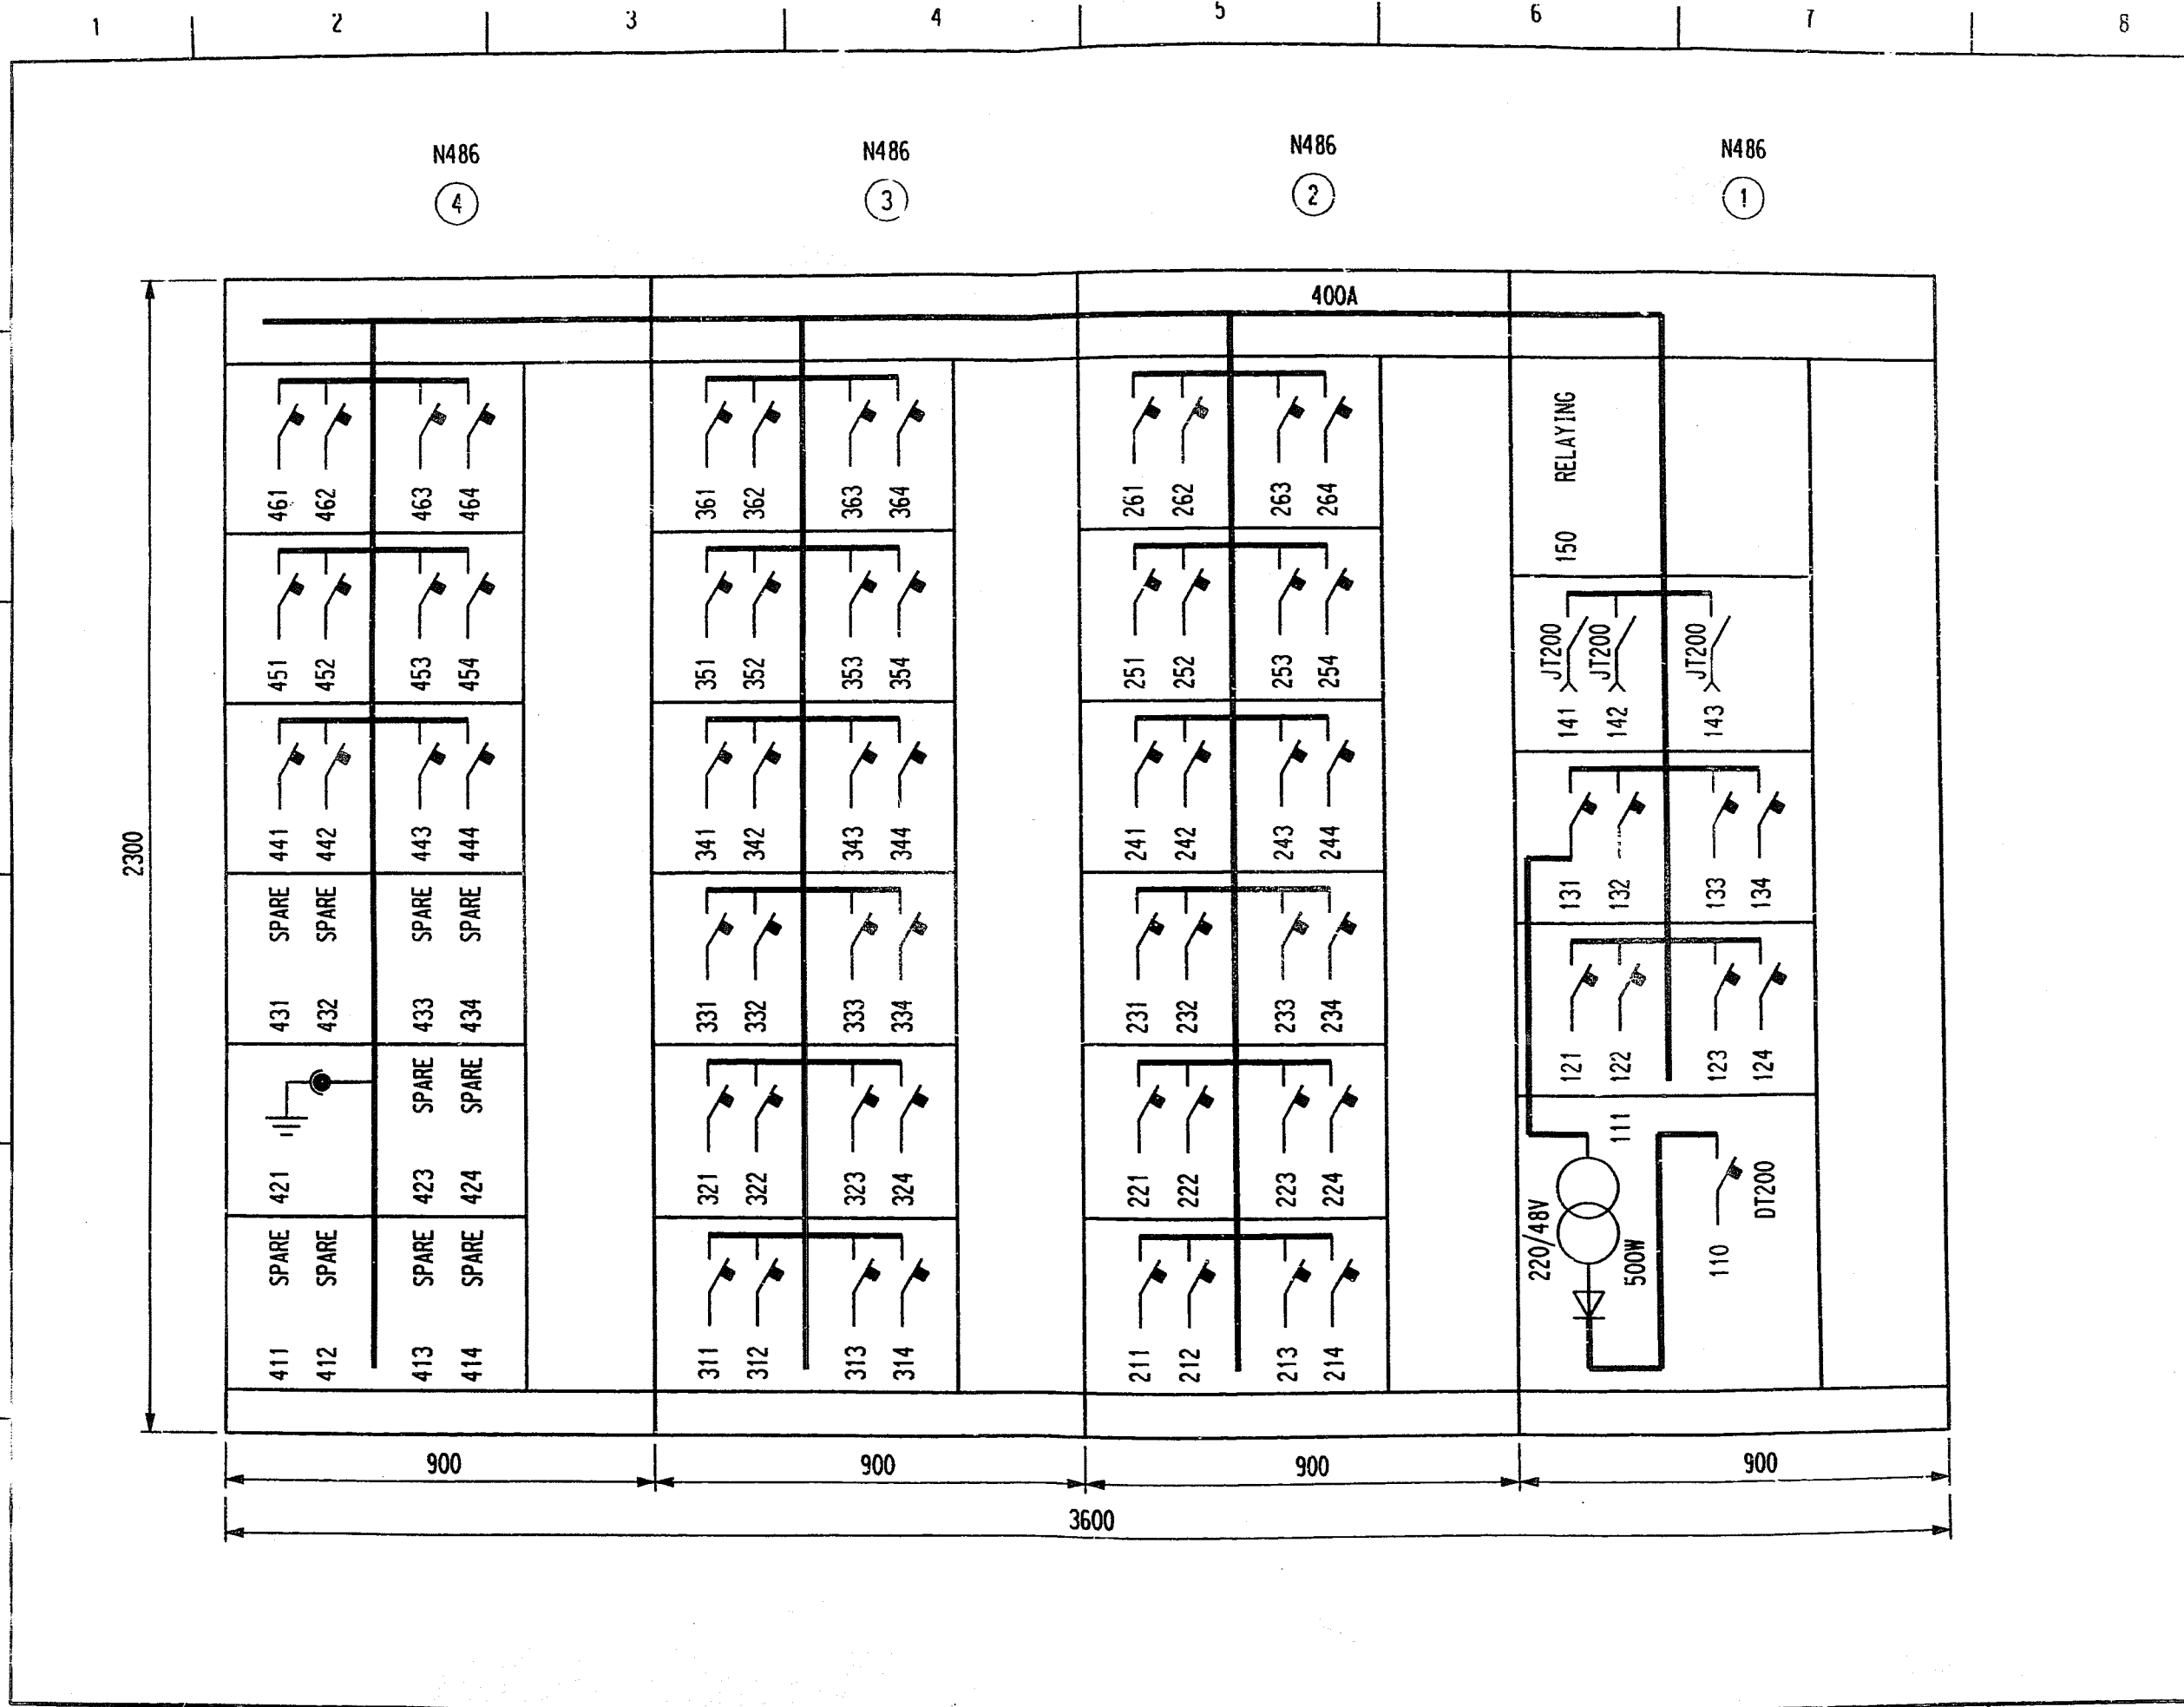 1 2 3 4 5 6 7 8
N486 N486 N486 N486
4 3 2 1
400A
461 462 463 464
451 452 453 454
441 442 443 444
SPARE SPARE SPARE SPARE
431 432 433 434
SPARE SPARE
421 423 424
SPARE SPARE SPARE SPARE
411 412 413 414
361 362 363 364
351 352 353 354
341 342 343 344
331 332 333 334
321 322 323 324
311 312 313 314
261 262 263 264
251 252 253 254
241 242 243 244
231 232 233 234
221 222 223 224
211 212 213 214
150 RELAYING
JT200 JT200 JT200
141 142 143
131 132 133 134
121 122 123 124
111
220/48V
500W
110
DT200
2300
900 900 900 900
3600